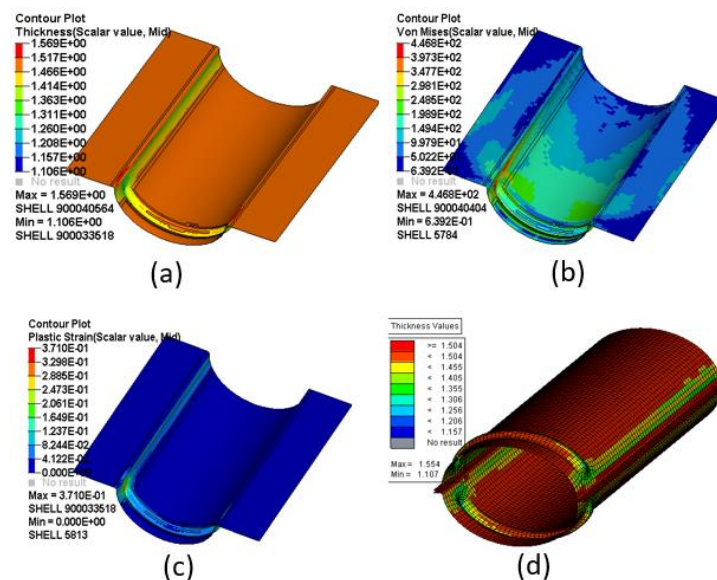 Contour Plot
Thickness(Scalar value, Mid)
1.569E+00
1.517E+00
1.466E+00
1.414E+00
1.363E+00
1.311E+00
1.260E+00
1.208E+00
1.157E+00
1.106E+00
No result
Max = 1.569E+00
SHELL 900040564
Min = 1.106E+00
SHELL 900033518
(a)
Contour Plot
Von Mises(Scalar value, Mid)
4.468E+02
3.973E+02
3.477E+02
2.981E+02
2.485E+02
1.989E+02
1.494E+02
9.979E+01
5.022E+01
6.392E-01
No result
Max = 4.468E+02
SHELL 900040404
Min = 6.392E-01
SHELL 5784
(b)
Contour Plot
Plastic Strain(Scalar value, Mid)
3.710E-01
3.298E-01
2.885E-01
2.473E-01
2.061E-01
1.649E-01
1.237E-01
8.244E-02
4.122E-02
0.000E+00
No result
Max = 3.710E-01
SHELL 900033518
Min = 0.000E+00
SHELL 5813
(c)
Thickness Values
>= 1.504
< 1.504
< 1.455
< 1.405
< 1.355
< 1.306
< 1.256
< 1.206
< 1.157
No result
Max = 1.554
Min = 1.107
(d)